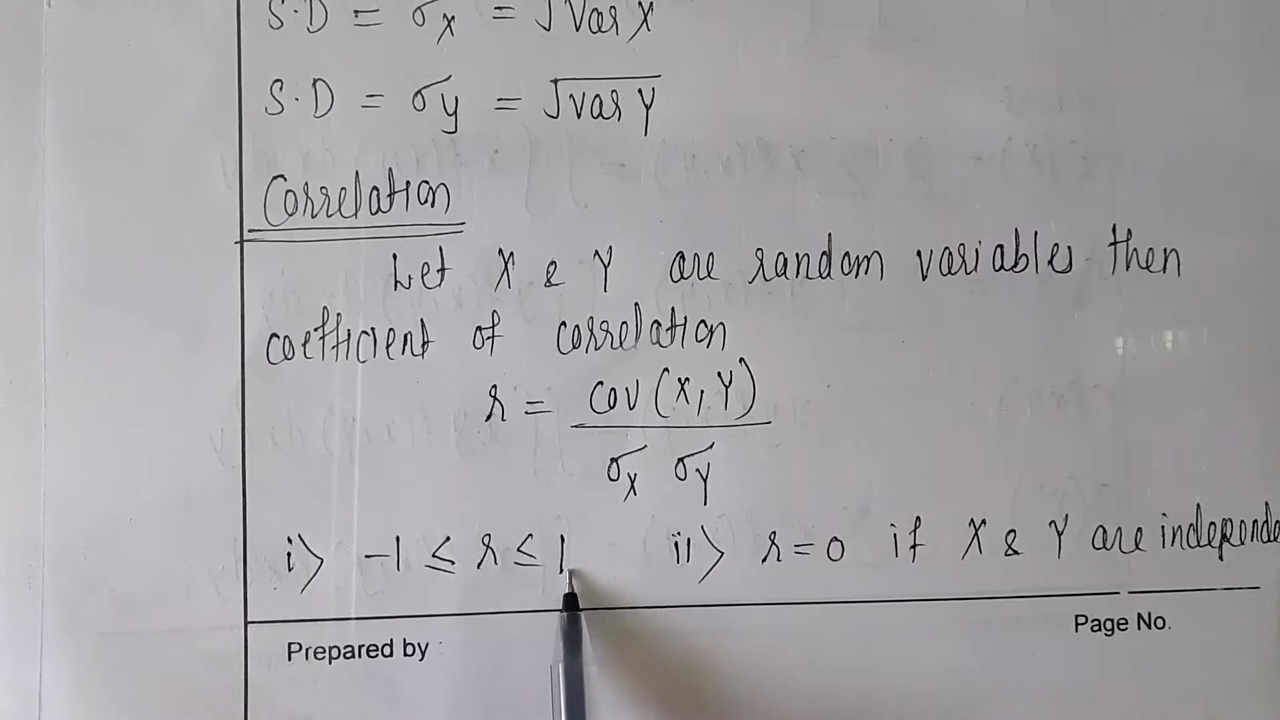 S.D = σx = √Var X
S.D = σy = √var Y
Correlation
Let X & Y are random variables then
coefficient of correlation
r = cov (X, Y)
σX σY
i> -1 ≤ r ≤ 1 ii> r = 0 if X & Y are independe
Prepared by : Page No.